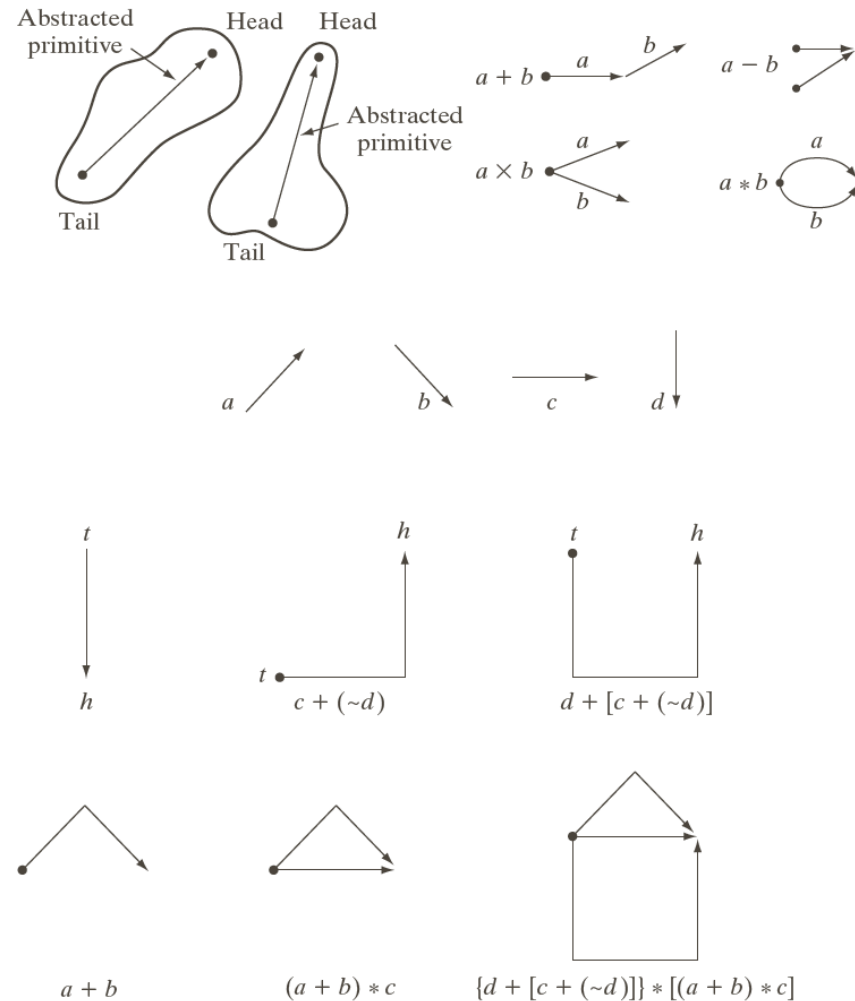 Abstracted primitive
Head
Head
Abstracted primitive
Tail
Tail
a + b
a
b
a − b
a × b
a
b
a ∗ b
a
b
a
b
c
d
t
h
t
h
c + (~d)
t
h
d + [c + (~d)]
a + b
(a + b) ∗ c
{d + [c + (~d)]} ∗ [(a + b) ∗ c]